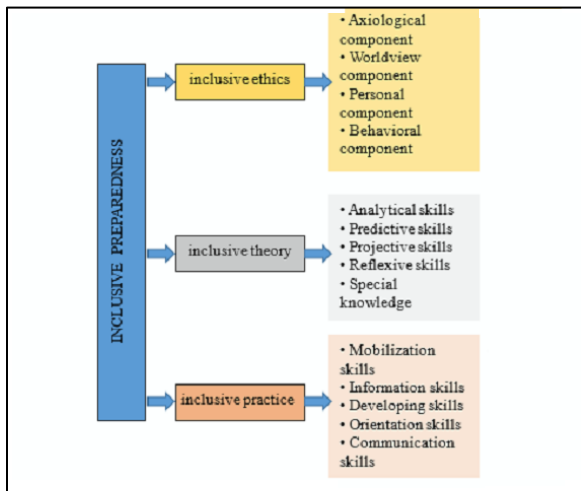 INCLUSIVE PREPAREDNESS
inclusive ethics
• Axiological
component
• Worldview
component
• Personal
component
• Behavioral
component
inclusive theory
• Analytical skills
• Predictive skills
• Projective skills
• Reflexive skills
• Special
knowledge
inclusive practice
• Mobilization
skills
• Information skills
• Developing skills
• Orientation skills
• Communication
skills